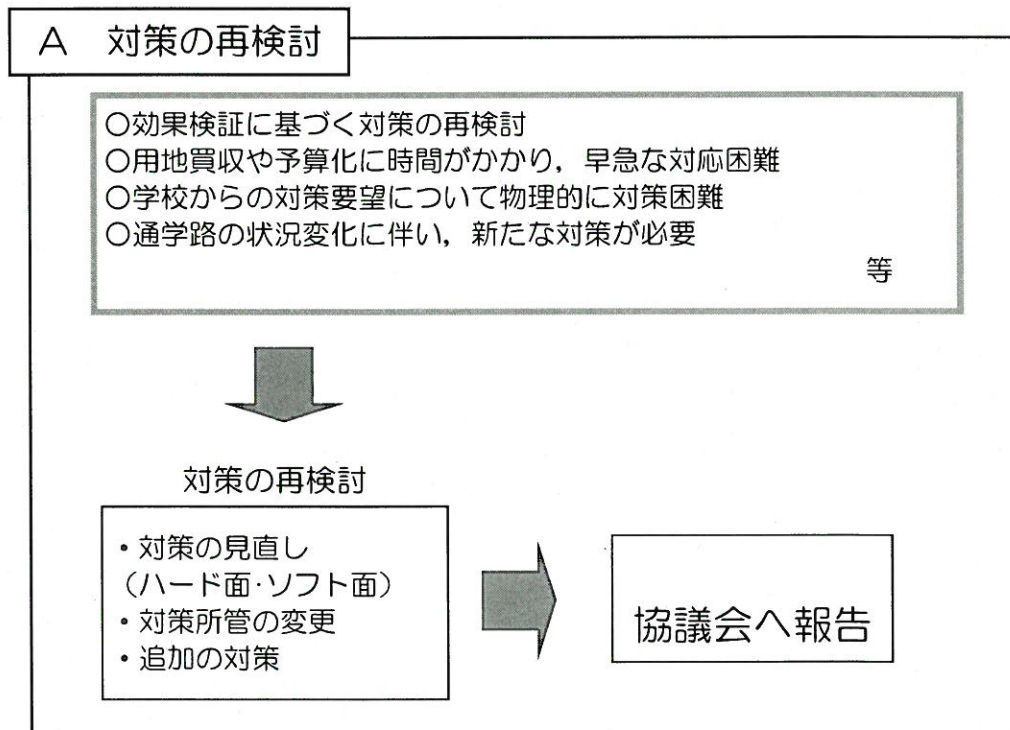 A　対策の再検討
○効果検証に基づく対策の再検討
○用地買収や予算化に時間がかかり，早急な対応困難
○学校からの対策要望について物理的に対策困難
○通学路の状況変化に伴い，新たな対策が必要
等
対策の再検討
・対策の見直し
（ハード面・ソフト面）
・対策所管の変更
・追加の対策
協議会へ報告